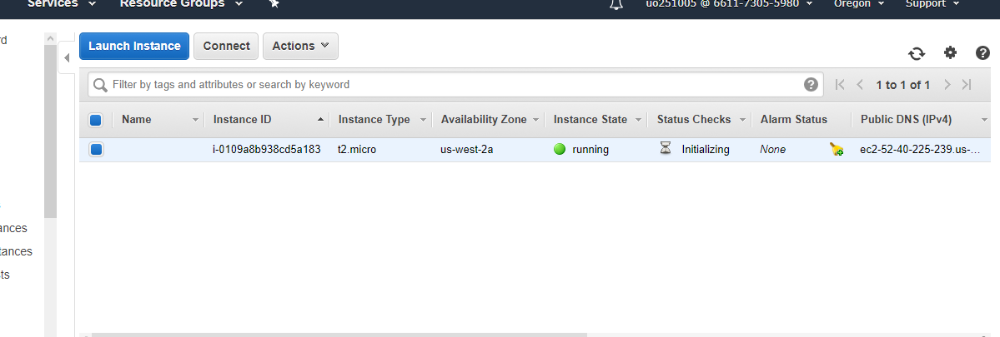 Services Resource Groups uo251005 @ 6611-7305-5980 Oregon Support
rd
Launch Instance Connect Actions
Filter by tags and attributes or search by keyword 1 to 1 of 1
Name Instance ID Instance Type Availability Zone Instance State Status Checks Alarm Status Public DNS (IPv4)
i-0109a8b938cd5a183 t2.micro us-west-2a running Initializing None ec2-52-40-225-239.us-...
ances
tances
ts